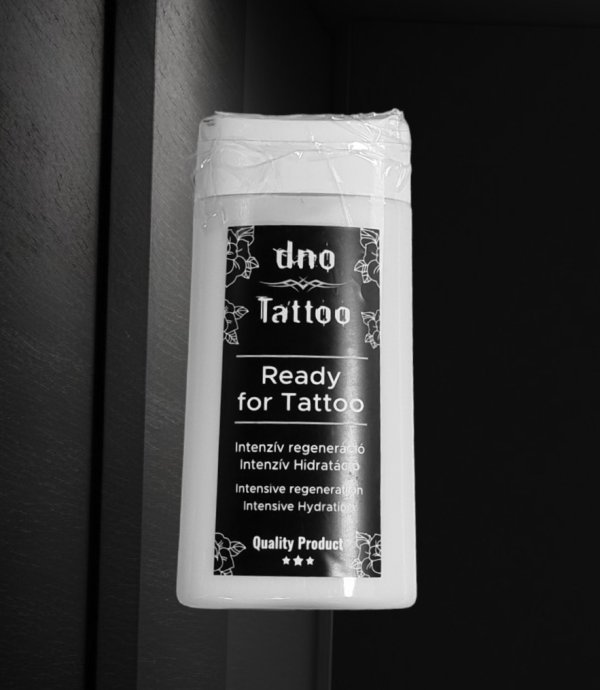 dno
Tattoo
Ready
for Tattoo
Intenzív regeneráció
Intenzív Hidratáció
Intensive regeneration
Intensive Hydration
Quality Product